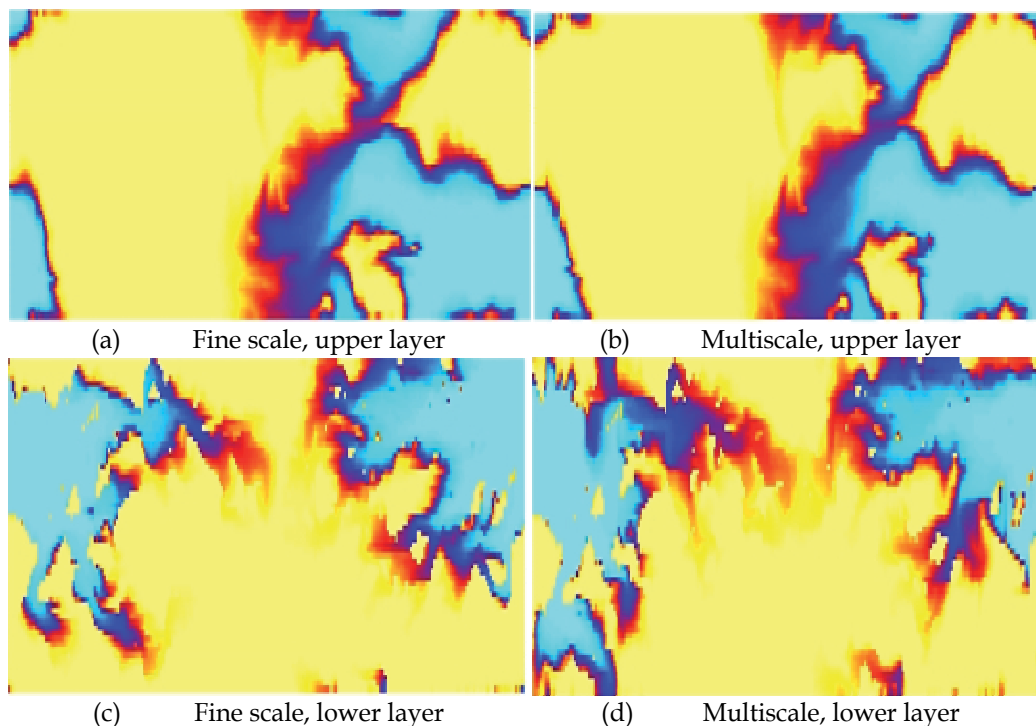 (a) Fine scale, upper layer
(b) Multiscale, upper layer
(c) Fine scale, lower layer
(d) Multiscale, lower layer